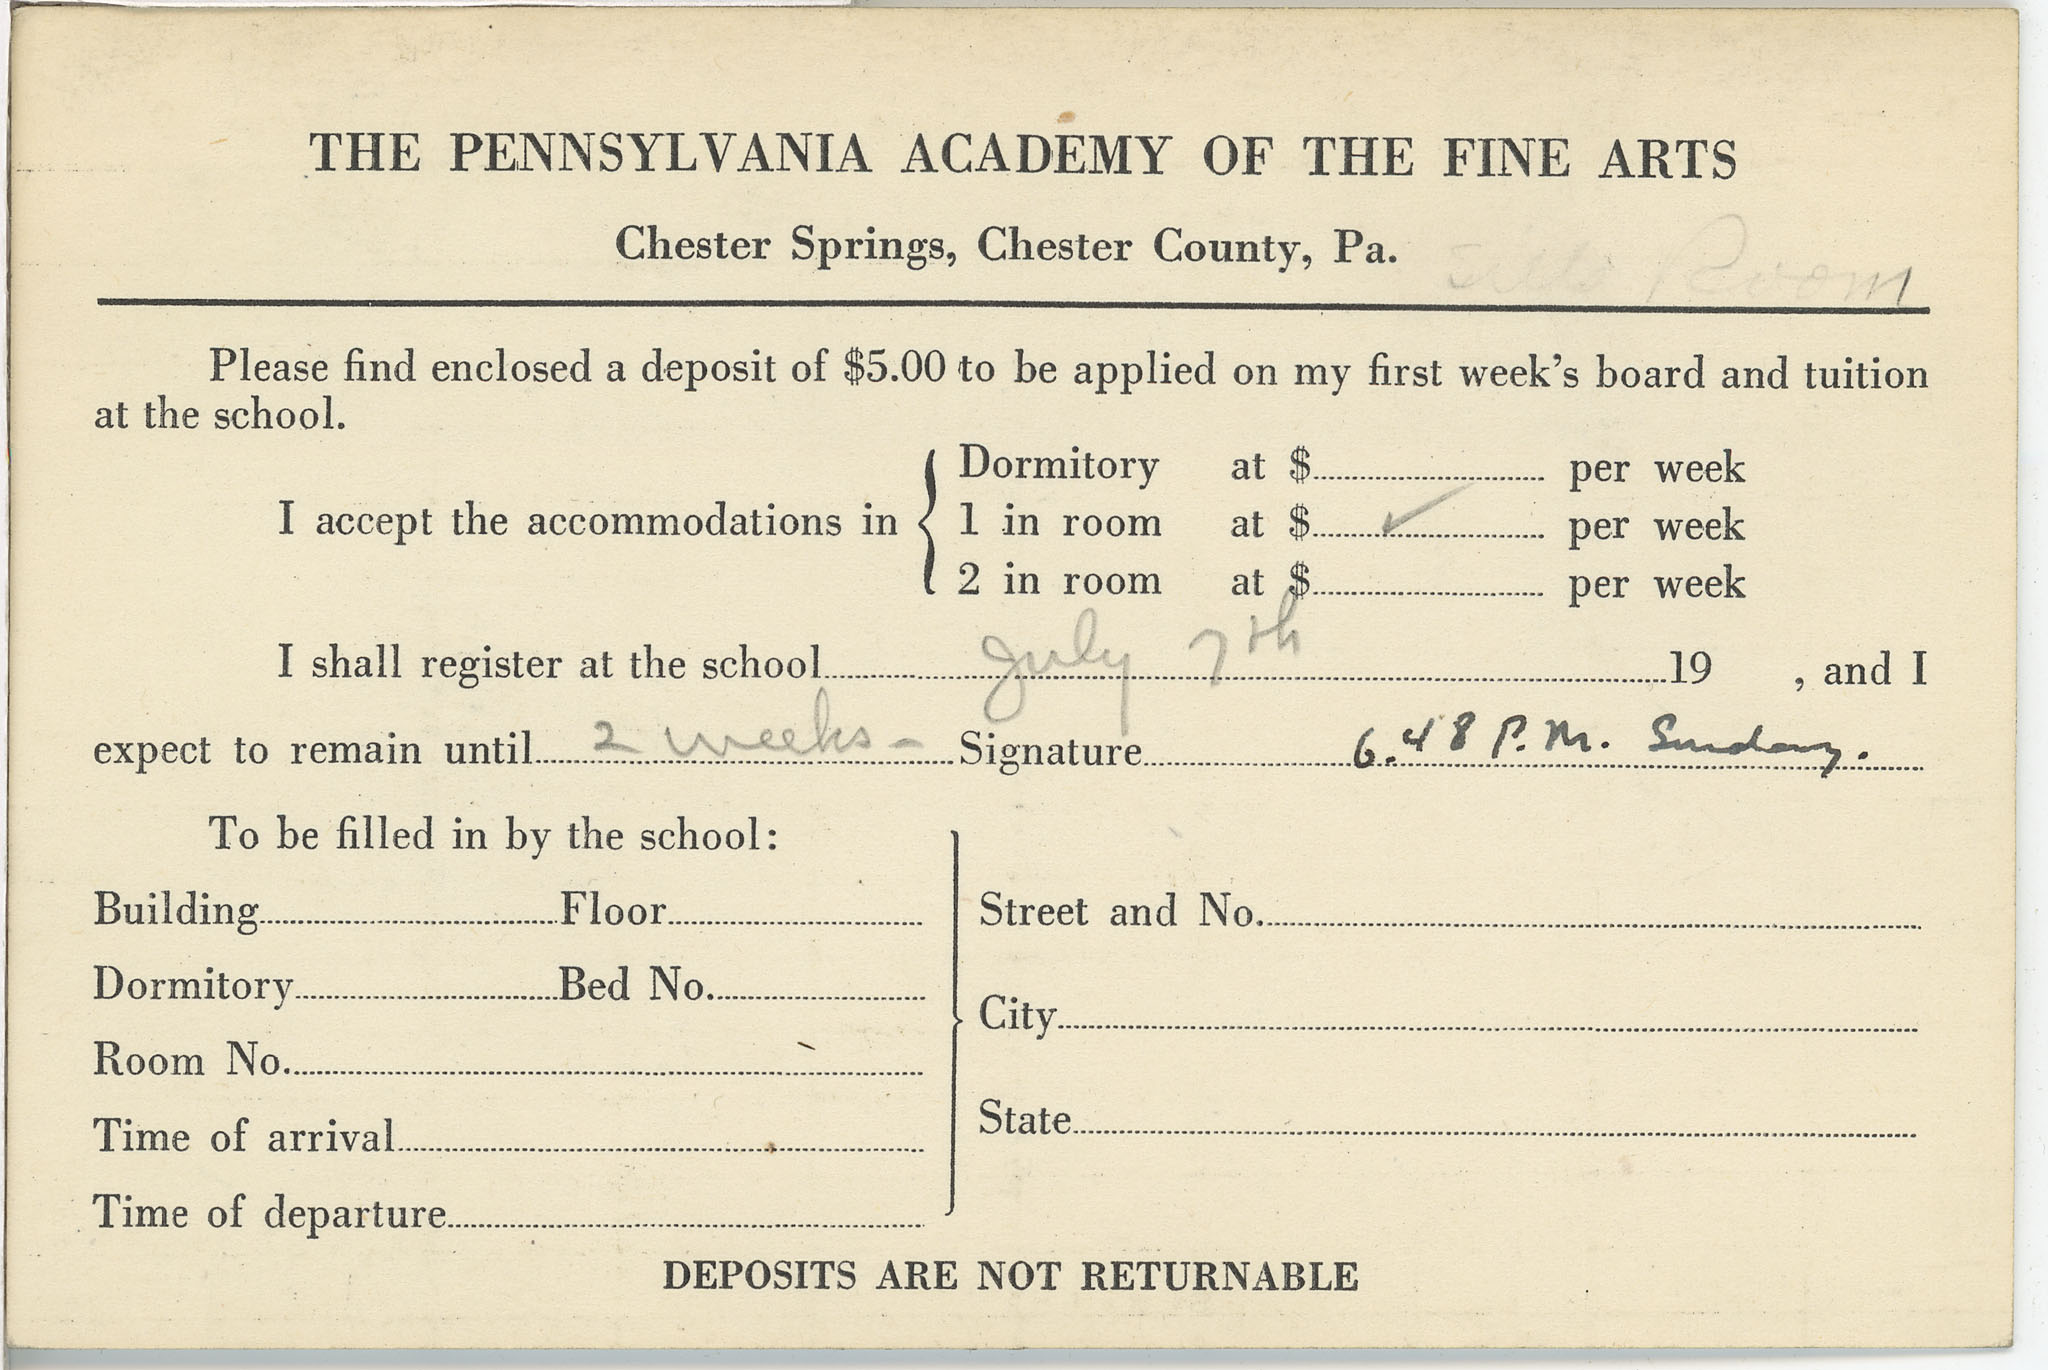 THE PENNSYLVANIA ACADEMY OF THE FINE ARTS
Chester Springs, Chester County, Pa.
Room
Please find enclosed a deposit of $5.00 to be applied on my first week's board and tuition
at the school.
Dormitory at $ per week
I accept the accommodations in 1 in room at $ ✓ per week
2 in room at $ per week
I shall register at the school July 7th 19 , and I
expect to remain until 2 weeks - Signature 6.48 P.M. Sunday.
To be filled in by the school:
Building Floor
Street and No.
Dormitory Bed No.
City
Room No.
Time of arrival
State
Time of departure
DEPOSITS ARE NOT RETURNABLE